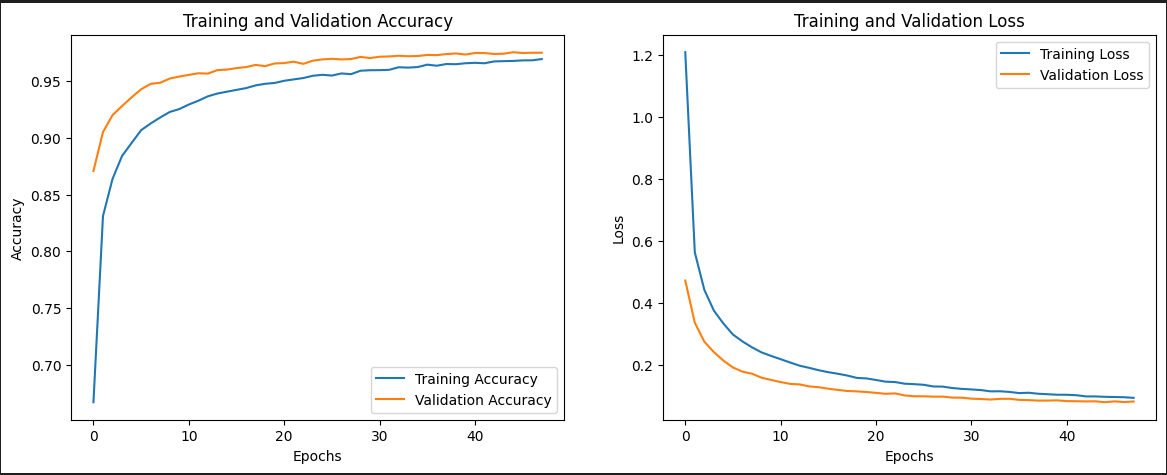 Training and Validation Accuracy
Accuracy
0.95
0.90
0.85
0.80
0.75
0.70
0
10
20
30
40
Epochs
Training Accuracy
Validation Accuracy
Training and Validation Loss
Loss
1.2
1.0
0.8
0.6
0.4
0.2
0
10
20
30
40
Epochs
Training Loss
Validation Loss